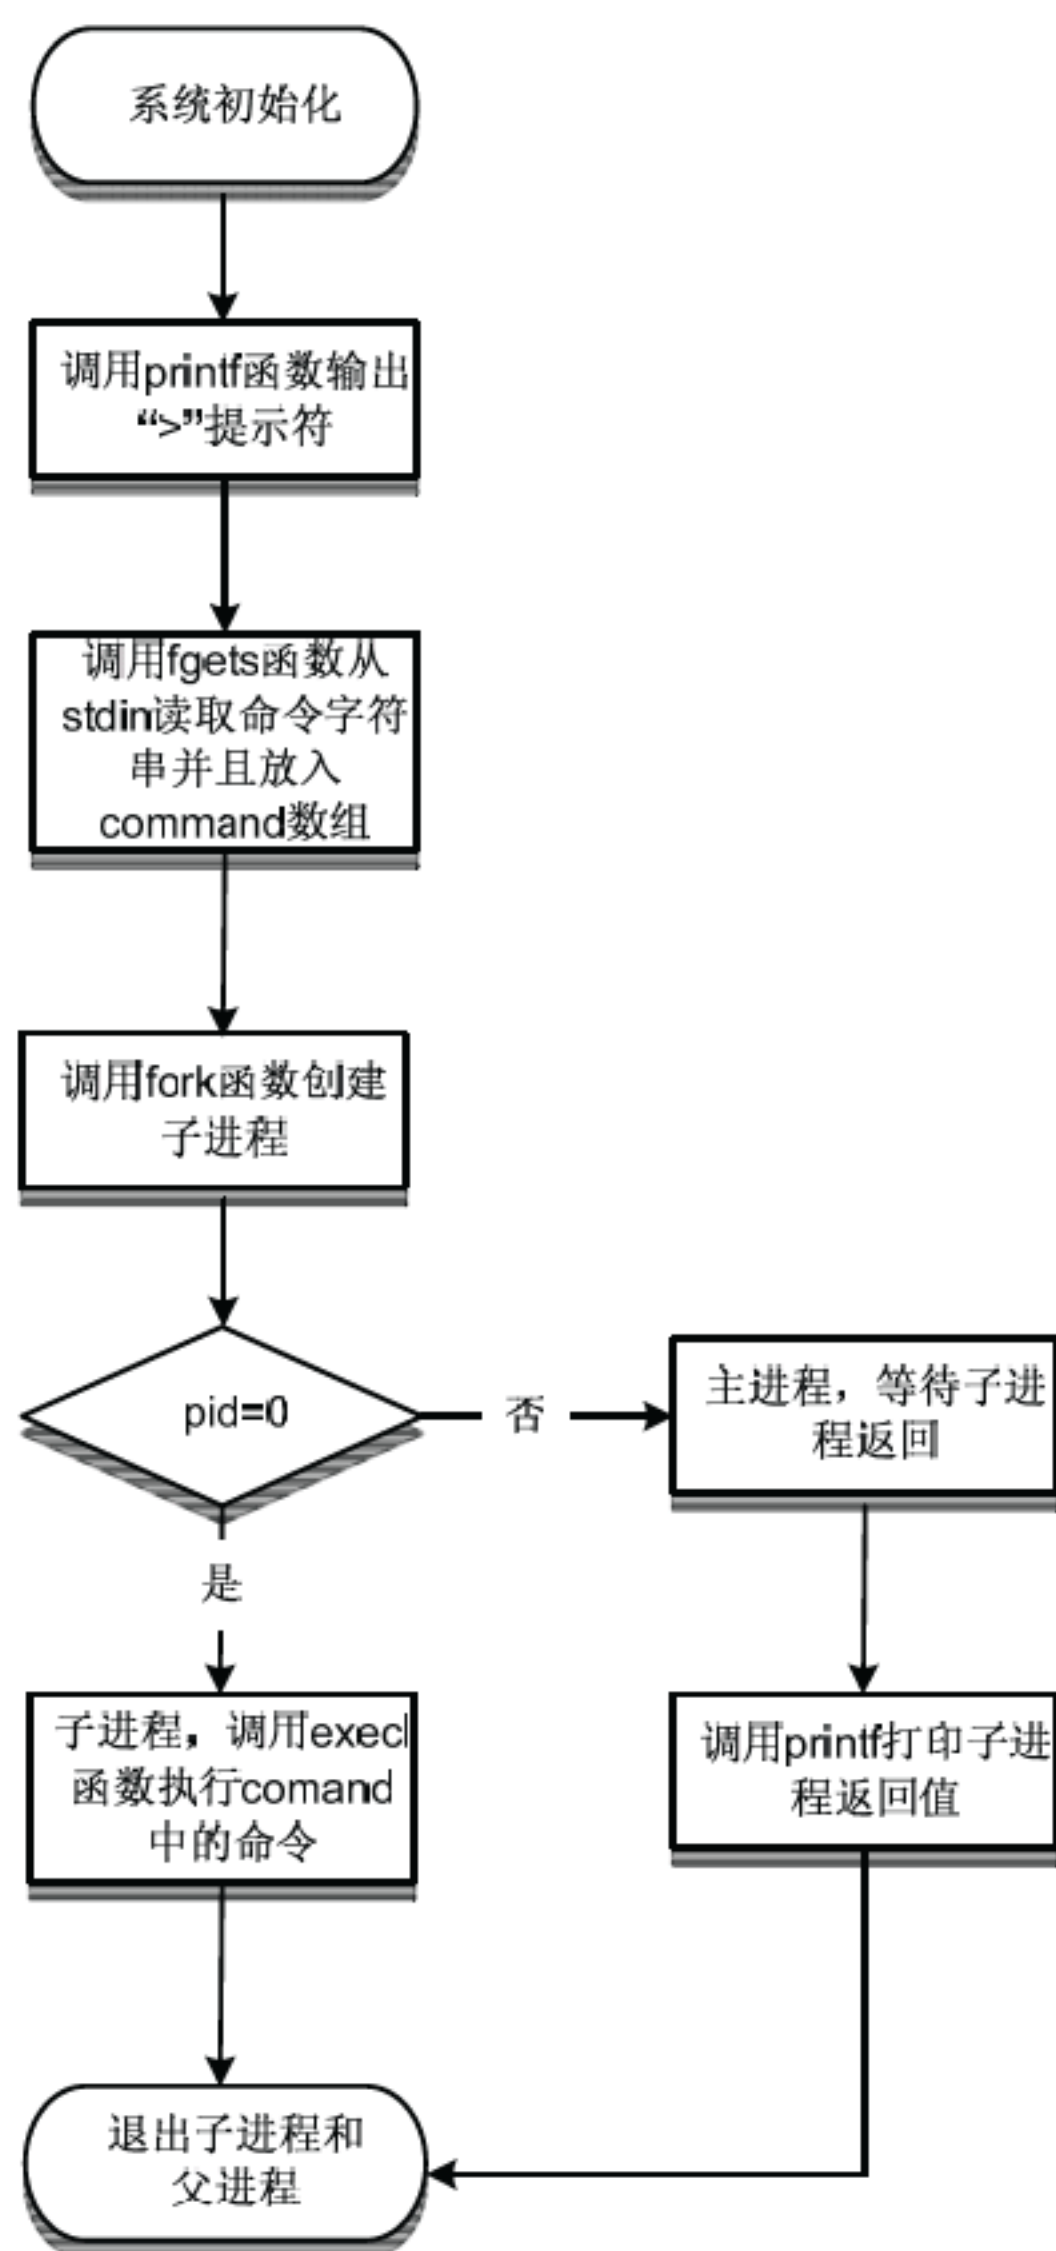 系统初始化
调用printf函数输出
“>”提示符
调用fgets函数从
stdin读取命令字符
串并且放入
command数组
调用fork函数创建
子进程
pid=0
否
主进程，等待子进
程返回
是
子进程，调用execl
函数执行comand
中的命令
调用printf打印子进
程返回值
退出子进程和
父进程